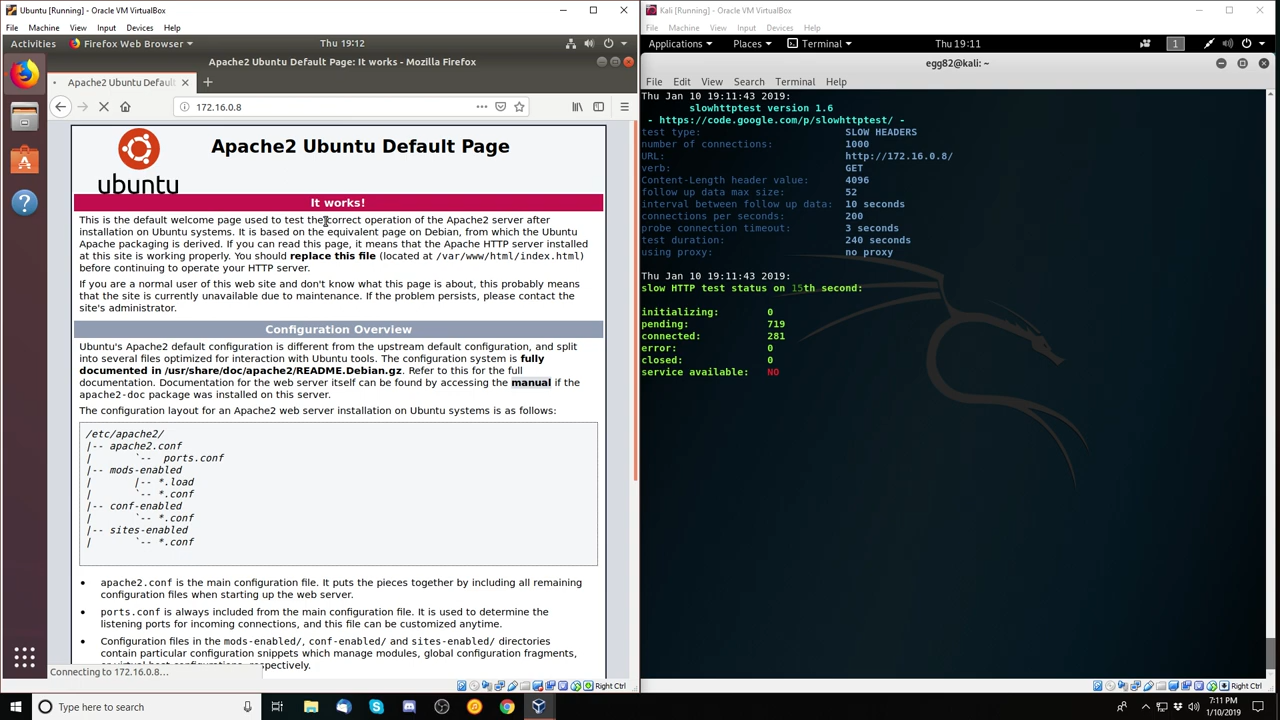 Ubuntu [Running] - Oracle VM VirtualBox
File Machine View Input Devices Help
Activities Firefox Web Browser Thu 19:12
Apache2 Ubuntu Default Page: It works - Mozilla Firefox
Apache2 Ubuntu Defaul
172.16.0.8
Apache2 Ubuntu Default Page
ubuntu
It works!
This is the default welcome page used to test the correct operation of the Apache2 server after
installation on Ubuntu systems. It is based on the equivalent page on Debian, from which the Ubuntu
Apache packaging is derived. If you can read this page, it means that the Apache HTTP server installed
at this site is working properly. You should replace this file (located at /var/www/html/index.html)
before continuing to operate your HTTP server.
If you are a normal user of this web site and don't know what this page is about, this probably means
that the site is currently unavailable due to maintenance. If the problem persists, please contact the
site's administrator.
Configuration Overview
Ubuntu's Apache2 default configuration is different from the upstream default configuration, and split
into several files optimized for interaction with Ubuntu tools. The configuration system is fully
documented in /usr/share/doc/apache2/README.Debian.gz. Refer to this for the full
documentation. Documentation for the web server itself can be found by accessing the manual if the
apache2-doc package was installed on this server.
The configuration layout for an Apache2 web server installation on Ubuntu systems is as follows:
/etc/apache2/
|-- apache2.conf
|       `--  ports.conf
|-- mods-enabled
|       |-- *.load
|       `-- *.conf
|-- conf-enabled
|       `-- *.conf
|-- sites-enabled
|       `-- *.conf
• apache2.conf is the main configuration file. It puts the pieces together by including all remaining
configuration files when starting up the web server.
• ports.conf is always included from the main configuration file. It is used to determine the
listening ports for incoming connections, and this file can be customized anytime.
• Configuration files in the mods-enabled/, conf-enabled/ and sites-enabled/ directories
contain particular configuration snippets which manage modules, global configuration fragments,
respectively.
Connecting to 172.16.0.8...
Right Ctrl
Kali [Running] - Oracle VM VirtualBox
File Machine View Input Devices Help
Applications Places Terminal Thu 19:11 1
egg82@kali: ~
File Edit View Search Terminal Help
Thu Jan 10 19:11:43 2019:
slowhttptest version 1.6
- https://code.google.com/p/slowhttptest/ -
test type: SLOW HEADERS
number of connections: 1000
URL: http://172.16.0.8/
verb: GET
Content-Length header value: 4096
follow up data max size: 52
interval between follow up data: 10 seconds
connections per seconds: 200
probe connection timeout: 3 seconds
test duration: 240 seconds
using proxy: no proxy
Thu Jan 10 19:11:43 2019:
slow HTTP test status on 15th second:
initializing: 0
pending: 719
connected: 281
error: 0
closed: 0
service available: NO
Right Ctrl
Type here to search
7:11 PM
1/10/2019